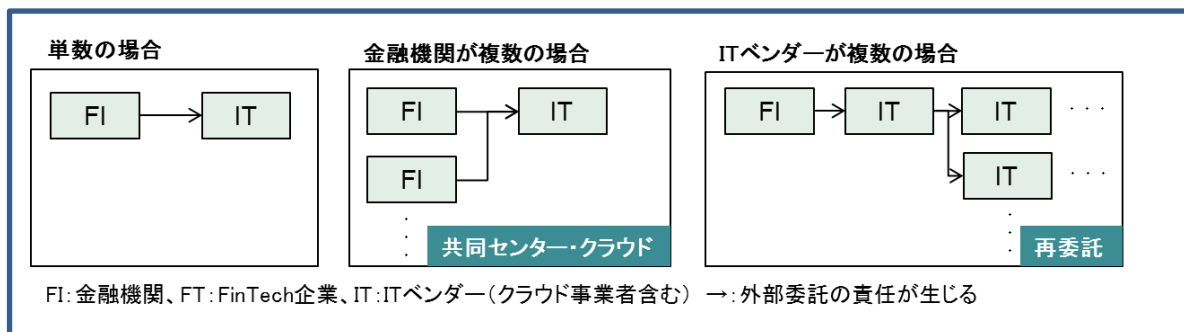 単数の場合
FI
IT
金融機関が複数の場合
FI
IT
FI
共同センター・クラウド
ITベンダーが複数の場合
FI
IT
IT
・・・
IT
・・・
再委託
FI:金融機関、FT:FinTech企業、IT:ITベンダー(クラウド事業者含む) →:外部委託の責任が生じる